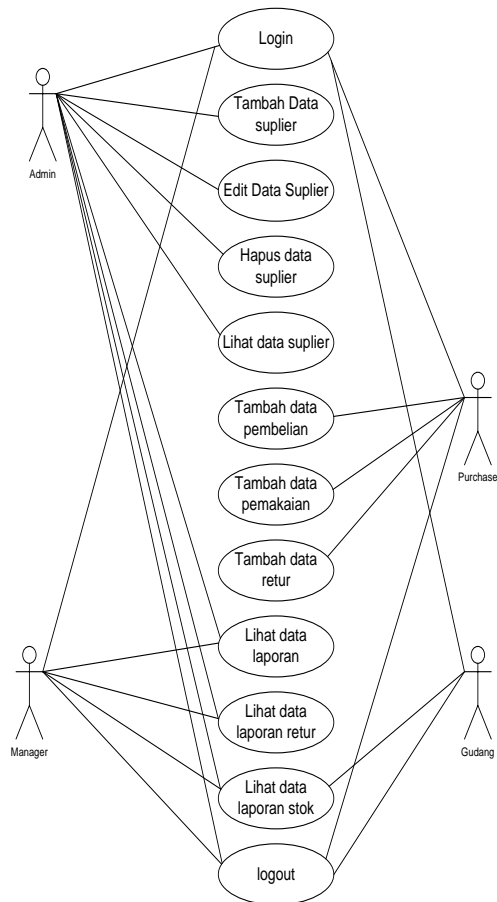 Login
Tambah Data
suplier
Admin
Edit Data Suplier
Hapus data
suplier
Lihat data suplier
Tambah data
pembelian
Purchase
Tambah data
pemakaian
Tambah data
retur
Lihat data
laporan
Manager
Lihat data
laporan retur
Gudang
Lihat data
laporan stok
logout